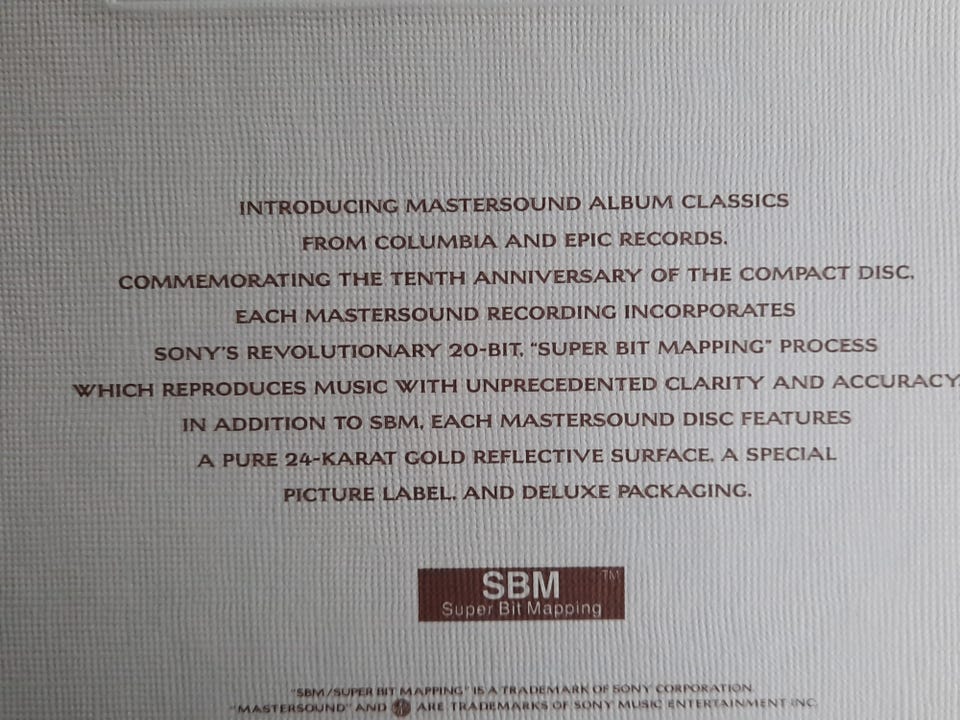 INTRODUCING MASTERSOUND ALBUM CLASSICS
FROM COLUMBIA AND EPIC RECORDS.
COMMEMORATING THE TENTH ANNIVERSARY OF THE COMPACT DISC,
EACH MASTERSOUND RECORDING INCORPORATES
SONY'S REVOLUTIONARY 20-BIT, "SUPER BIT MAPPING" PROCESS
WHICH REPRODUCES MUSIC WITH UNPRECEDENTED CLARITY AND ACCURACY.
IN ADDITION TO SBM, EACH MASTERSOUND DISC FEATURES
A PURE 24-KARAT GOLD REFLECTIVE SURFACE, A SPECIAL
PICTURE LABEL, AND DELUXE PACKAGING.
SBM TM
Super Bit Mapping
"SBM/SUPER BIT MAPPING" IS A TRADEMARK OF SONY CORPORATION.
"MASTERSOUND" AND ARE TRADEMARKS OF SONY MUSIC ENTERTAINMENT INC.